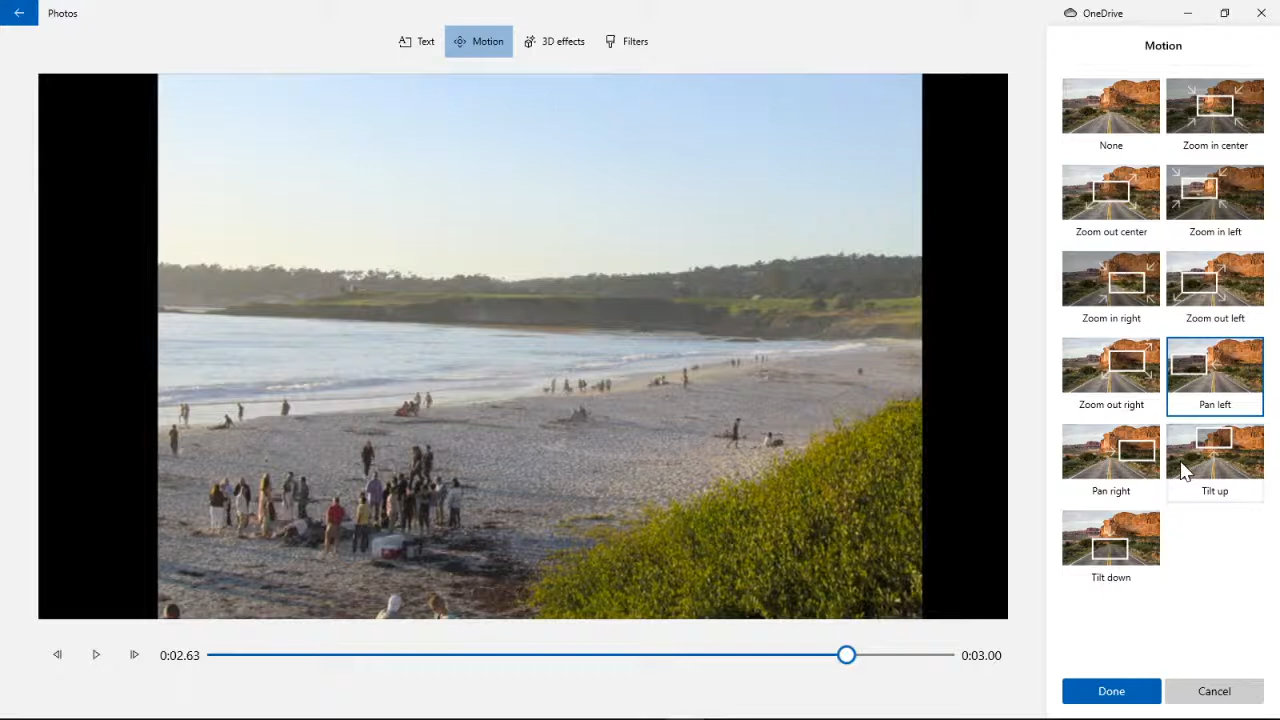 Photos
OneDrive
Text
Motion
3D effects
Filters
Motion
None
Zoom in center
Zoom out center
Zoom in left
Zoom in right
Zoom out left
Zoom out right
Pan left
Pan right
Tilt up
Tilt down
0:02.63
0:03.00
Done
Cancel